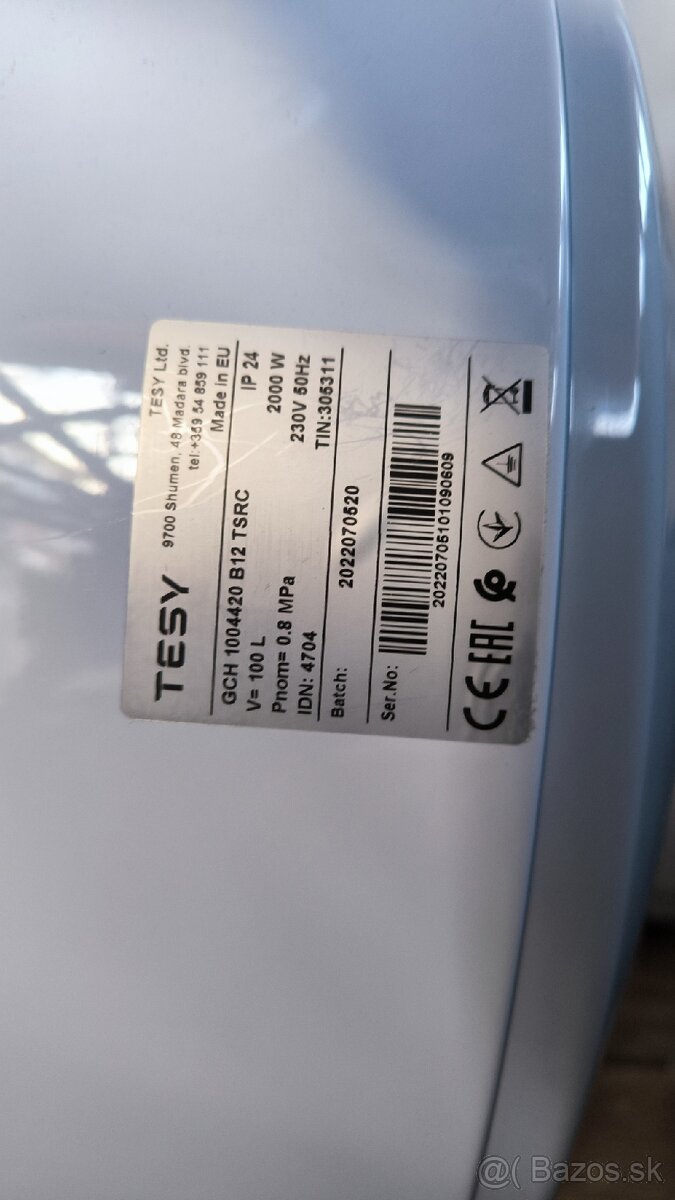 TESY
TESY Ltd.
9700 Shumen, 48 Madara blvd.
tel:+359 54 859 111
Made in EU
GCH 1004420 B12 TSRC
IP 24
V= 100 L
2000 W
Pnom= 0.8 MPa
230V 50Hz
IDN: 4704
TIN:305311
Batch:
2022070520
Ser.No:
20220705101090609
CE EAC
@( Bazos.sk